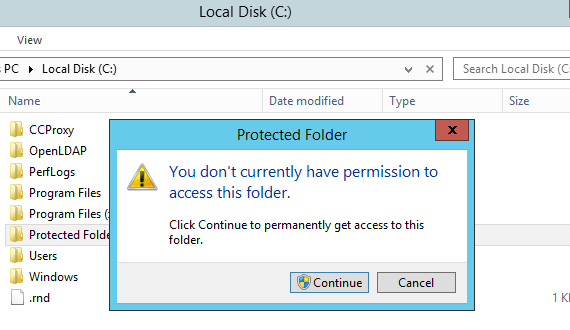 Local Disk (C:)
View
s PC ▸ Local Disk (C:)
Search Local Disk (C
Name Date modified Type Size
CCProxy
OpenLDAP
PerfLogs
Program Files
Program Files (
Protected Folde
Users
Windows
.rnd
1 K
Protected Folder
You don't currently have permission to
access this folder.
Click Continue to permanently get access to this
folder.
Continue Cancel